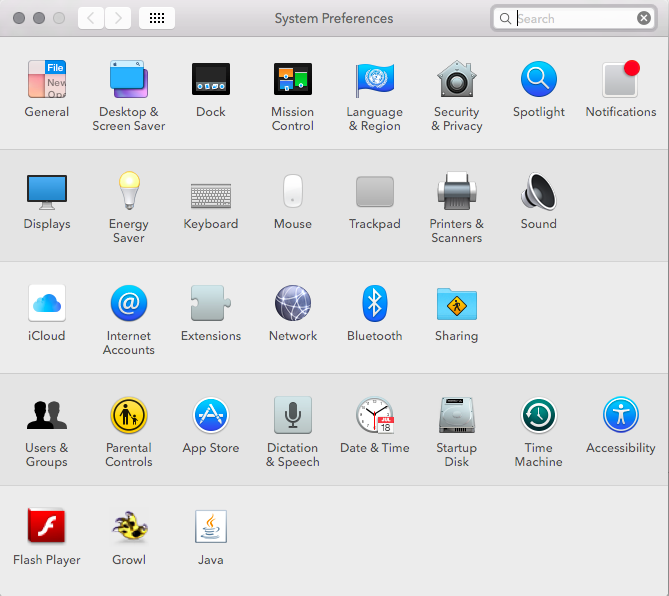 System Preferences
Search
File
New
Ope
General
Desktop &
Screen Saver
Dock
Mission
Control
Language
& Region
Security
& Privacy
Spotlight
Notifications
Displays
Energy
Saver
Keyboard
Mouse
Trackpad
Printers &
Scanners
Sound
iCloud
Internet
Accounts
Extensions
Network
Bluetooth
Sharing
Users &
Groups
Parental
Controls
App Store
Dictation
& Speech
JUL
18
Date & Time
Startup
Disk
Time
Machine
Accessibility
Flash Player
Growl
Java